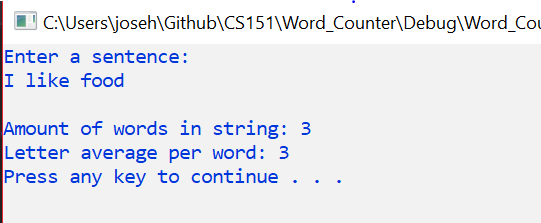 C:\Users\joseh\Github\CS151\Word_Counter\Debug\Word_Cou
Enter a sentence:
I like food
Amount of words in string: 3
Letter average per word: 3
Press any key to continue . . .